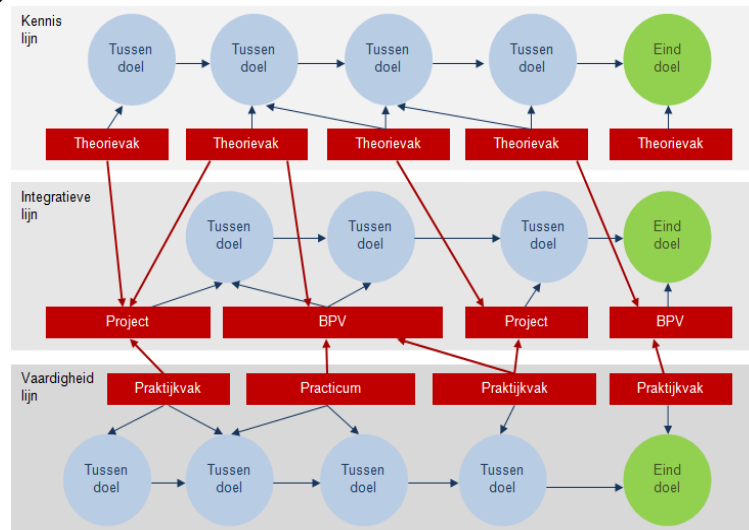 Kennis
lijn
Tussen
doel
Tussen
doel
Tussen
doel
Tussen
doel
Eind
doel
Theorievak
Theorievak
Theorievak
Theorievak
Theorievak
Integratieve
lijn
Tussen
doel
Tussen
doel
Tussen
doel
Eind
doel
Project
BPV
Project
BPV
Vaardigheid
lijn
Praktijkvak
Practicum
Praktijkvak
Praktijkvak
Tussen
doel
Tussen
doel
Tussen
doel
Tussen
doel
Eind
doel